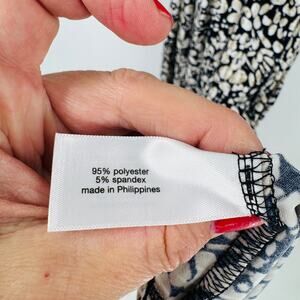 95% polyester
5% spandex
made in Philippines